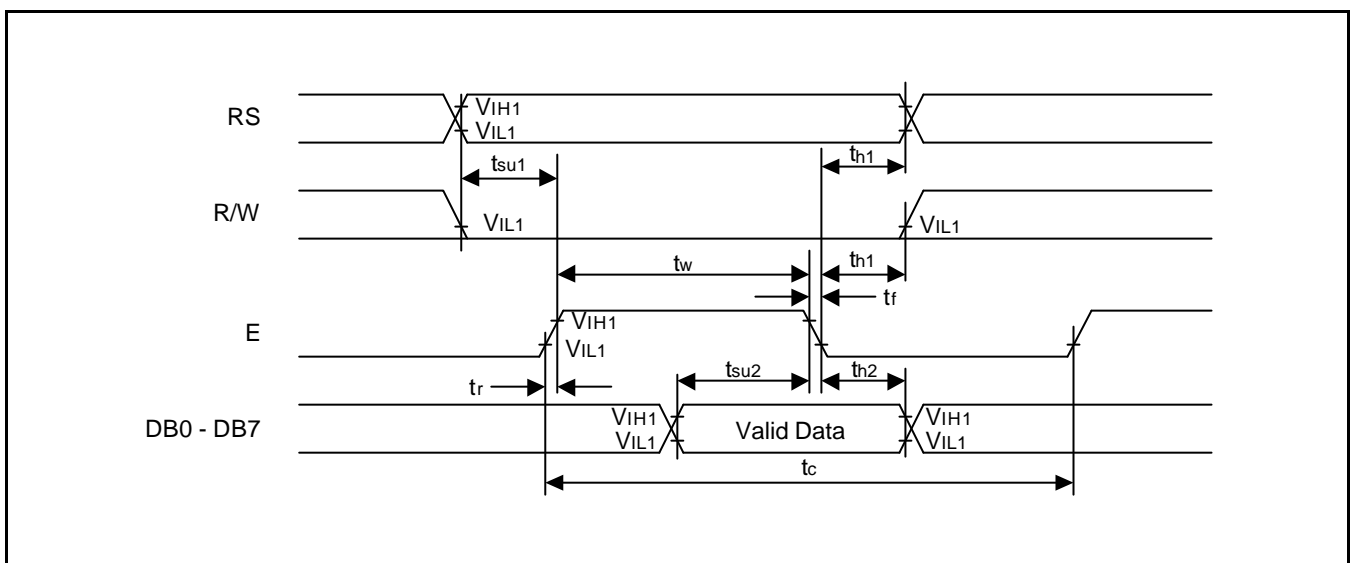 RS
VIH1
VIL1
tsu1
th1
R/W
VIL1
VIL1
tw
th1
tf
E
VIH1
VIL1
tsu2
th2
tr
DB0 - DB7
VIH1
VIL1
Valid Data
VIH1
VIL1
tc